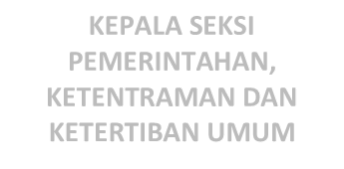 KEPALA SEKSI
PEMERINTAHAN,
KETENTRAMAN DAN
KETERTIBAN UMUM